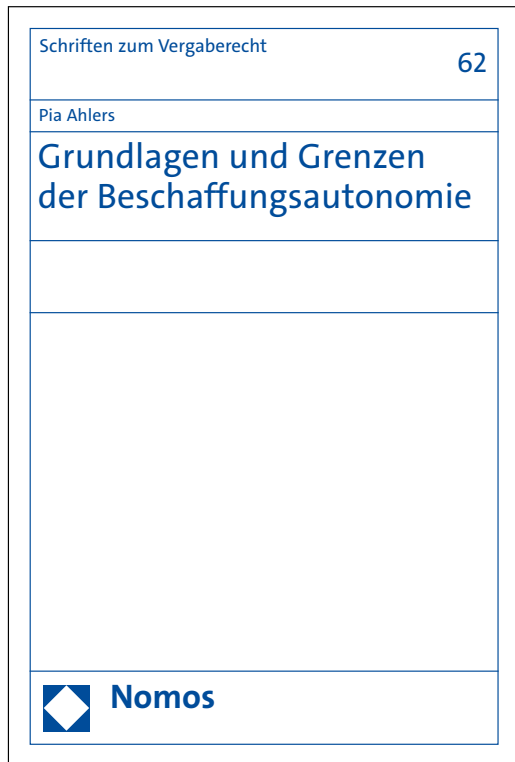 Schriften zum Vergaberecht
62
Pia Ahlers
Grundlagen und Grenzen
der Beschaffungsautonomie
Nomos